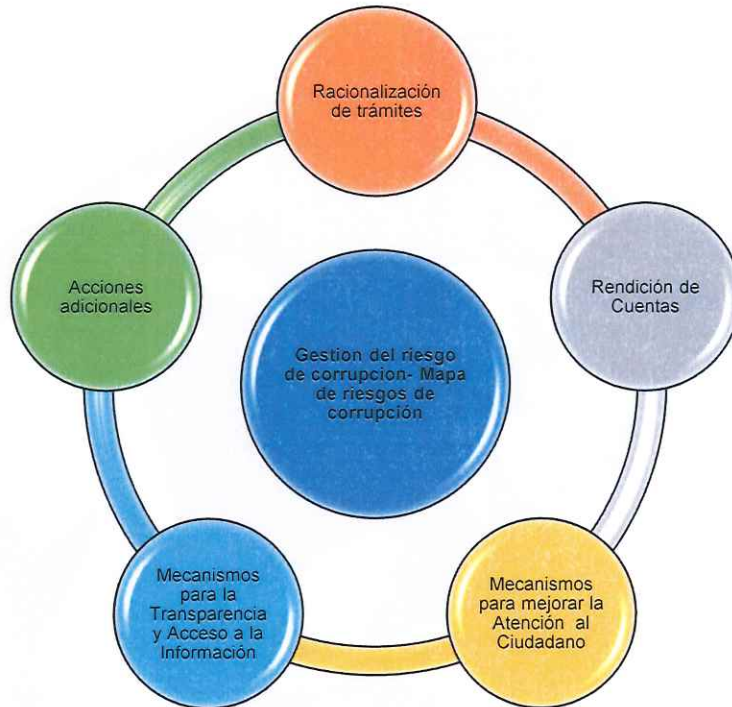 Racionalización
de trámites
Rendición de
Cuentas
Mecanismos
para mejorar la
Atención al
Ciudadano
Mecanismos
para la
Transparencia
y Acceso a la
Información
Acciones
adicionales
Gestion del riesgo
de corrupcion- Mapa
de riesgos de
corrupción